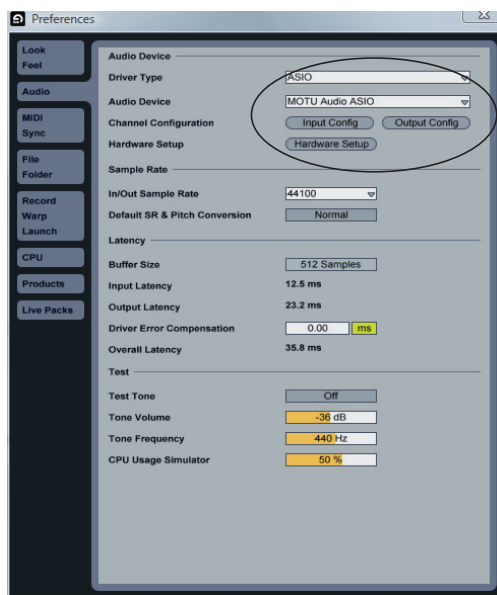 Preferences
Look
Feel
Audio
MIDI
Sync
File
Folder
Record
Warp
Launch
CPU
Products
Live Packs
Audio Device
Driver Type ASIO
Audio Device MOTU Audio ASIO
Channel Configuration Input Config Output Config
Hardware Setup Hardware Setup
Sample Rate
In/Out Sample Rate 44100
Default SR & Pitch Conversion Normal
Latency
Buffer Size 512 Samples
Input Latency 12.5 ms
Output Latency 23.2 ms
Driver Error Compensation 0.00 ms
Overall Latency 35.8 ms
Test
Test Tone Off
Tone Volume -36 dB
Tone Frequency 440 Hz
CPU Usage Simulator 50 %